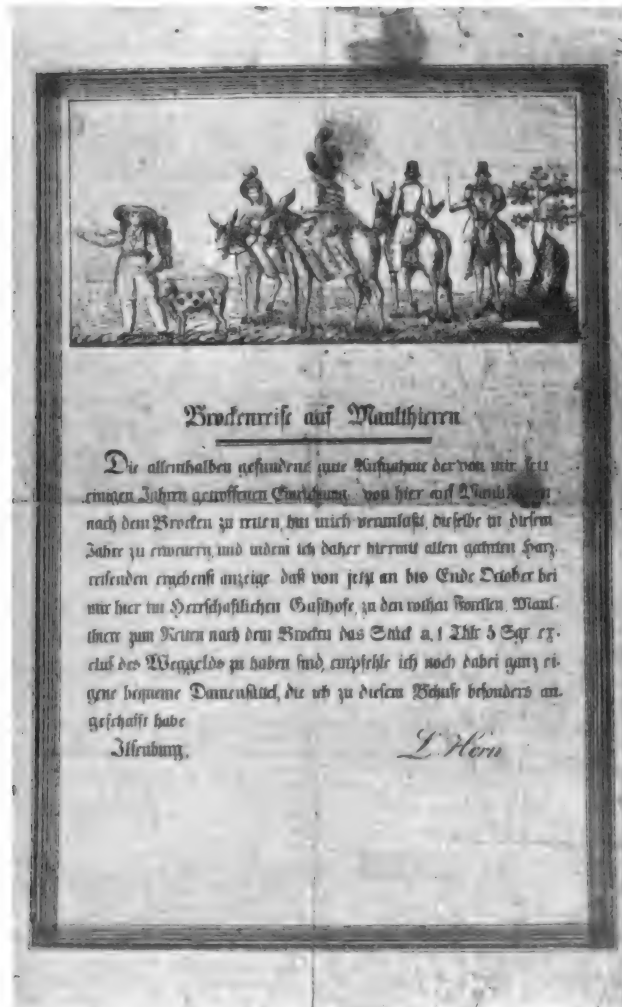 Brockenreise auf Maulthieren
Die allenthalben gefundene gute Aufnahme der von mir seit
einigen Jahren getroffenen Einrichtung, von hier auf Maulthieren
nach dem Brocken zu reiten, hat mich veranlaßt, dieselbe in diesem
Jahre zu erneuern, und indem ich daher hiermit allen geehrten Harz-
reisenden ergebenst anzeige daß von jetzt an bis Ende October bei
mir hier im Herrschaftlichen Gasthofe, zu den rothen Forellen, Maul-
thiere zum Reiten nach dem Brocken das Stück a, 1 Thlr 5 Sgr ex-
clus des Weggelds zu haben sind, empfehle ich noch dabei ganz ei-
gene bequeme Damensättel, die ich zu diesem Behufe besonders an-
geschafft habe
Ilsenburg.
L. Horn